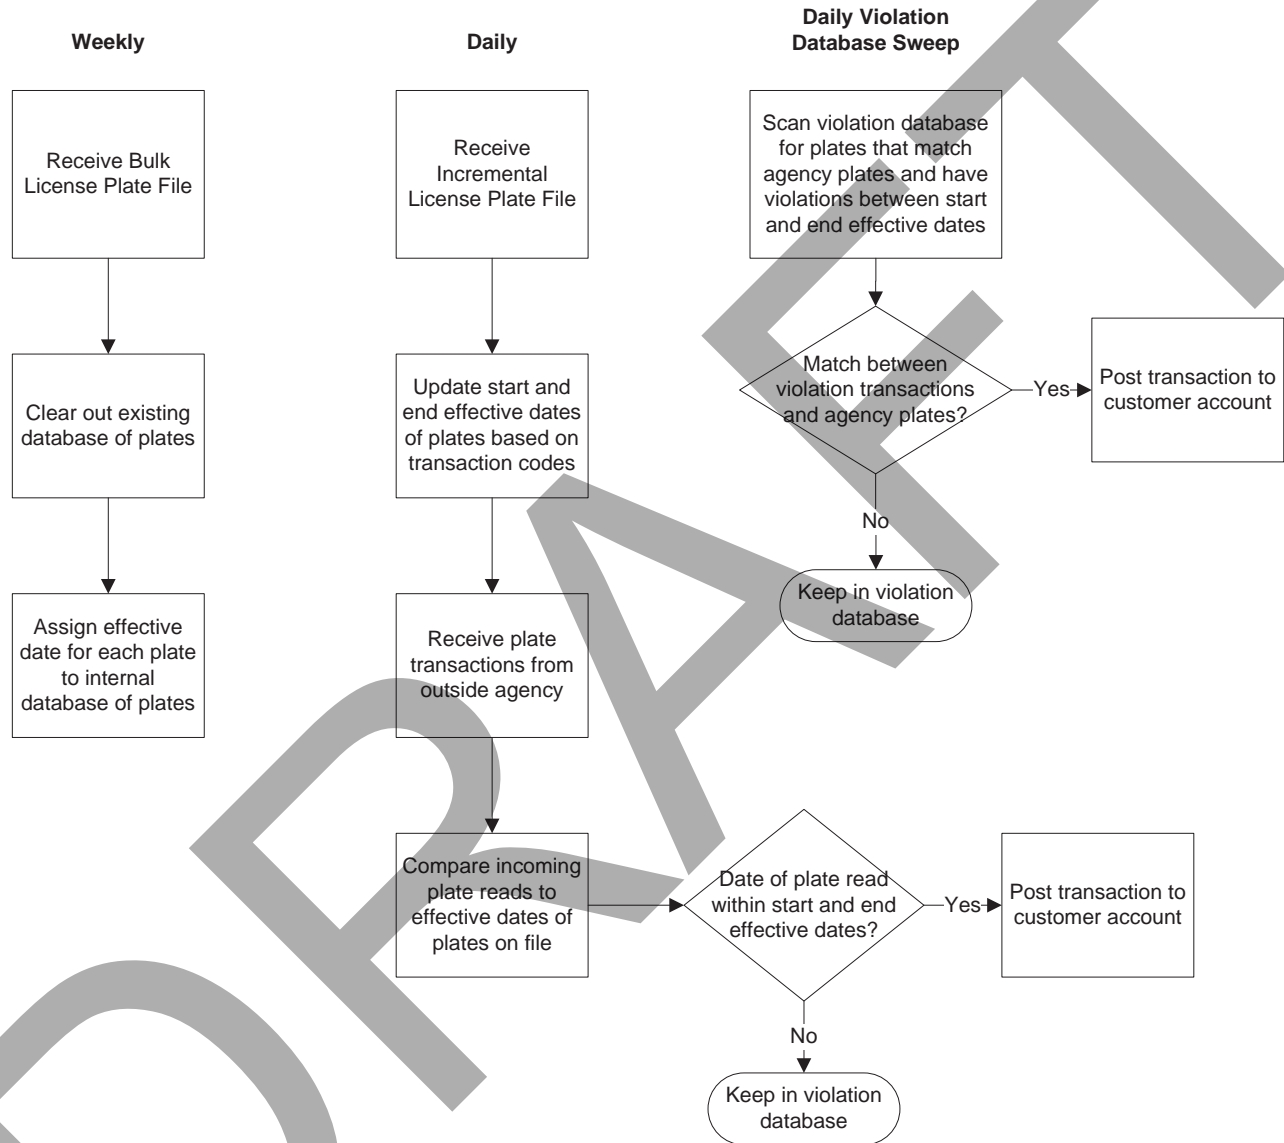 Weekly
Receive Bulk
License Plate File
Clear out existing
database of plates
Assign effective
date for each plate
to internal
database of plates
Daily
Receive
Incremental
License Plate File
Update start and
end effective dates
of plates based on
transaction codes
Receive plate
transactions from
outside agency
Compare incoming
plate reads to
effective dates of
plates on file
Date of plate read
within start and end
effective dates?
Yes
Post transaction to
customer account
No
Keep in violation
database
Daily Violation
Database Sweep
Scan violation database
for plates that match
agency plates and have
violations between start
and end effective dates
Match between
violation transactions
and agency plates?
Yes
Post transaction to
customer account
No
Keep in violation
database
DRAFT